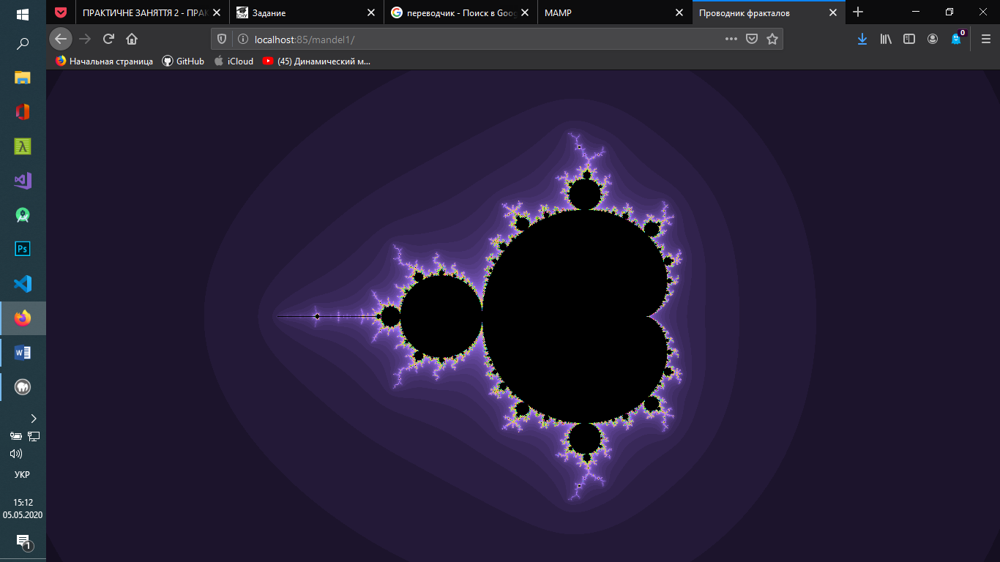 ПРАКТИЧНЕ ЗАНЯТТЯ 2 - ПРАК
Задание
переводчик - Поиск в Goog
MAMP
Проводник фракталов
localhost:85/mandel1/
0
Начальная страница
GitHub
iCloud
(45) Динамический м...
Ps
УКР
15:12
05.05.2020
1